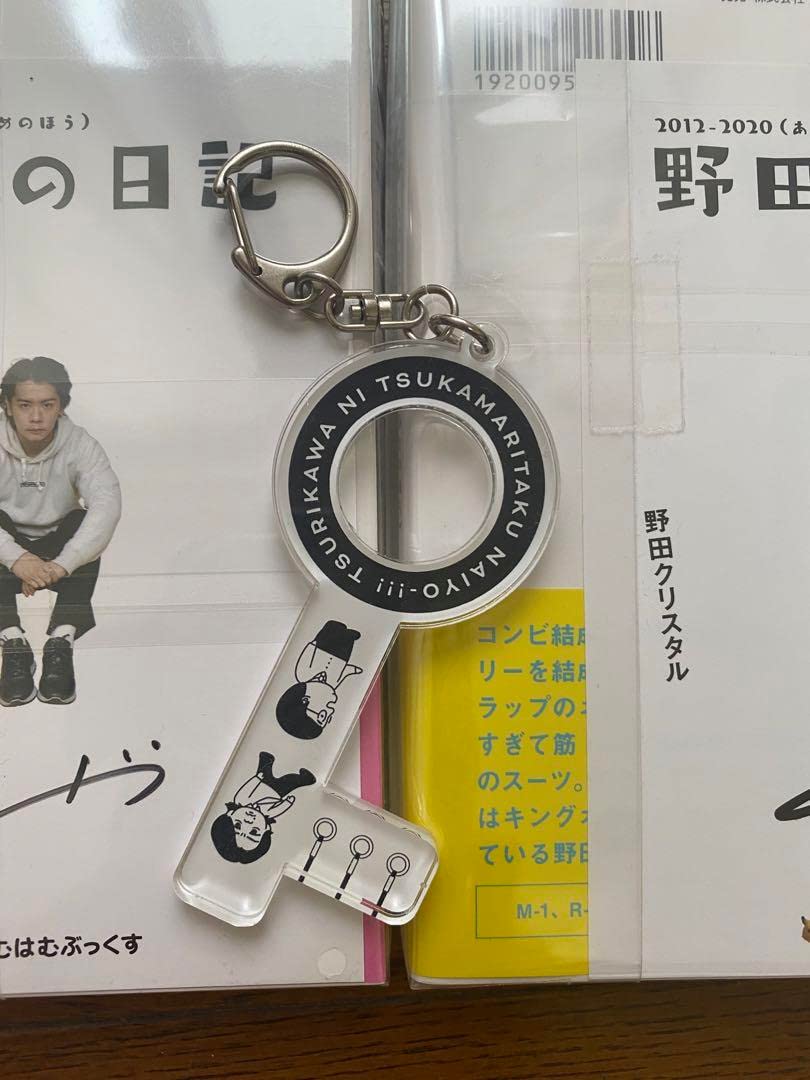 めのほう)
の日記
1920095
2012-2020(あ
野田
TSURIKAWA NI TSUKAMARITAKU NAIYO-!!!
野田クリスタル
コンビ結成
リーを結成
ラップの
すぎて筋
のスーツ。
はキングオ
ている野田
M-1、R-
むはむぶっくす